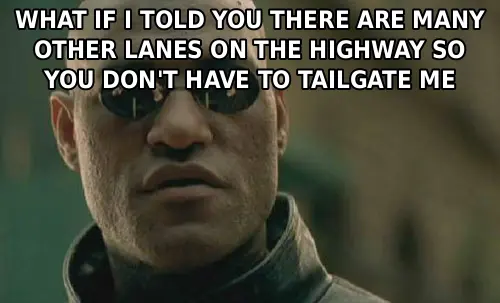 WHAT IF I TOLD YOU THERE ARE MANY
OTHER LANES ON THE HIGHWAY SO
YOU DON'T HAVE TO TAILGATE ME